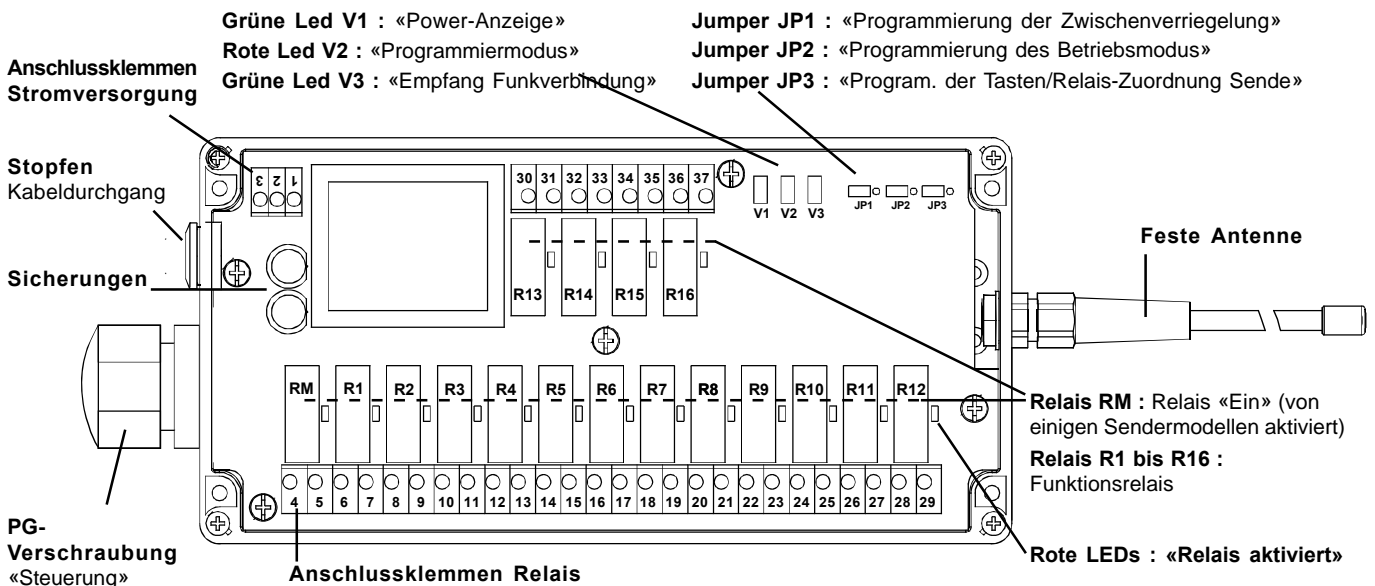 Grüne Led V1 : «Power-Anzeige»
Rote Led V2 : «Programmiermodus»
Grüne Led V3 : «Empfang Funkverbindung»
Jumper JP1 : «Programmierung der Zwischenverriegelung»
Jumper JP2 : «Programmierung des Betriebsmodus»
Jumper JP3 : «Program. der Tasten/Relais-Zuordnung Sende»
Anschlussklemmen
Stromversorgung
Stopfen
Kabeldurchgang
Sicherungen
3 2 1
30 31 32 33 34 35 36 37
V1 V2 V3
JP1 JP2 JP3
R13 R14 R15 R16
Feste Antenne
RM R1 R2 R3 R4 R5 R6 R7 R8 R9 R10 R11 R12
Relais RM : Relais «Ein» (von
einigen Sendermodellen aktiviert)
Relais R1 bis R16 :
Funktionsrelais
4 5 6 7 8 9 10 11 12 13 14 15 16 17 18 19 20 21 22 23 24 25 26 27 28 29
PG-
Verschraubung
«Steuerung»
Anschlussklemmen Relais
Rote LEDs : «Relais aktiviert»